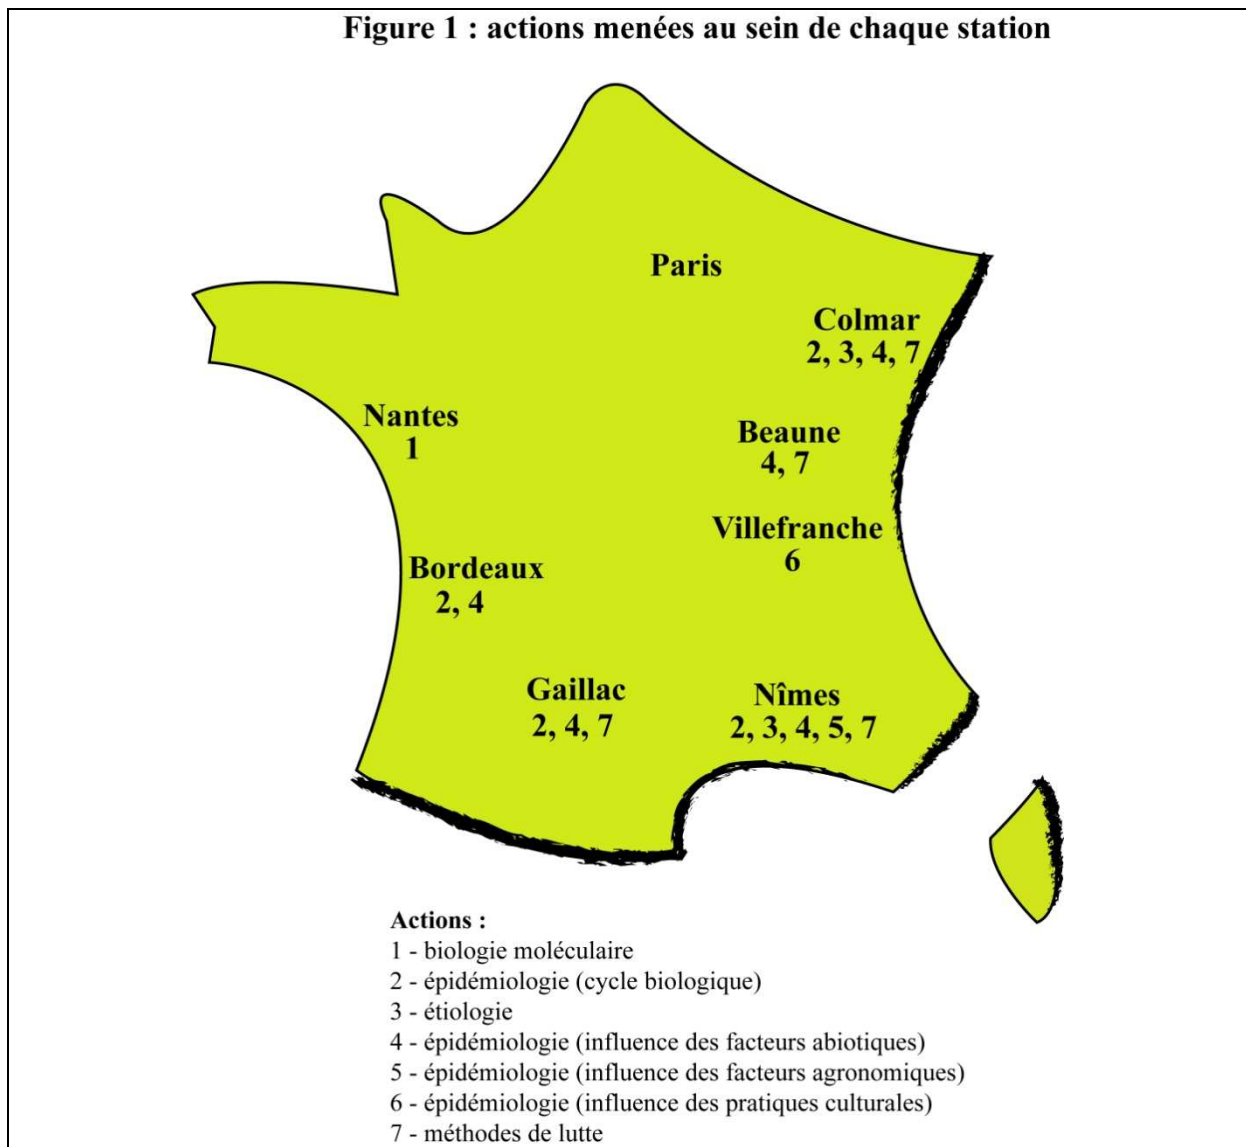 Figure 1 : actions menées au sein de chaque station
Paris
Colmar
2, 3, 4, 7
Nantes
1
Beaune
4, 7
Villefranche
6
Bordeaux
2, 4
Gaillac
2, 4, 7
Nîmes
2, 3, 4, 5, 7
Actions :
1 - biologie moléculaire
2 - épidémiologie (cycle biologique)
3 - étiologie
4 - épidémiologie (influence des facteurs abiotiques)
5 - épidémiologie (influence des facteurs agronomiques)
6 - épidémiologie (influence des pratiques culturales)
7 - méthodes de lutte